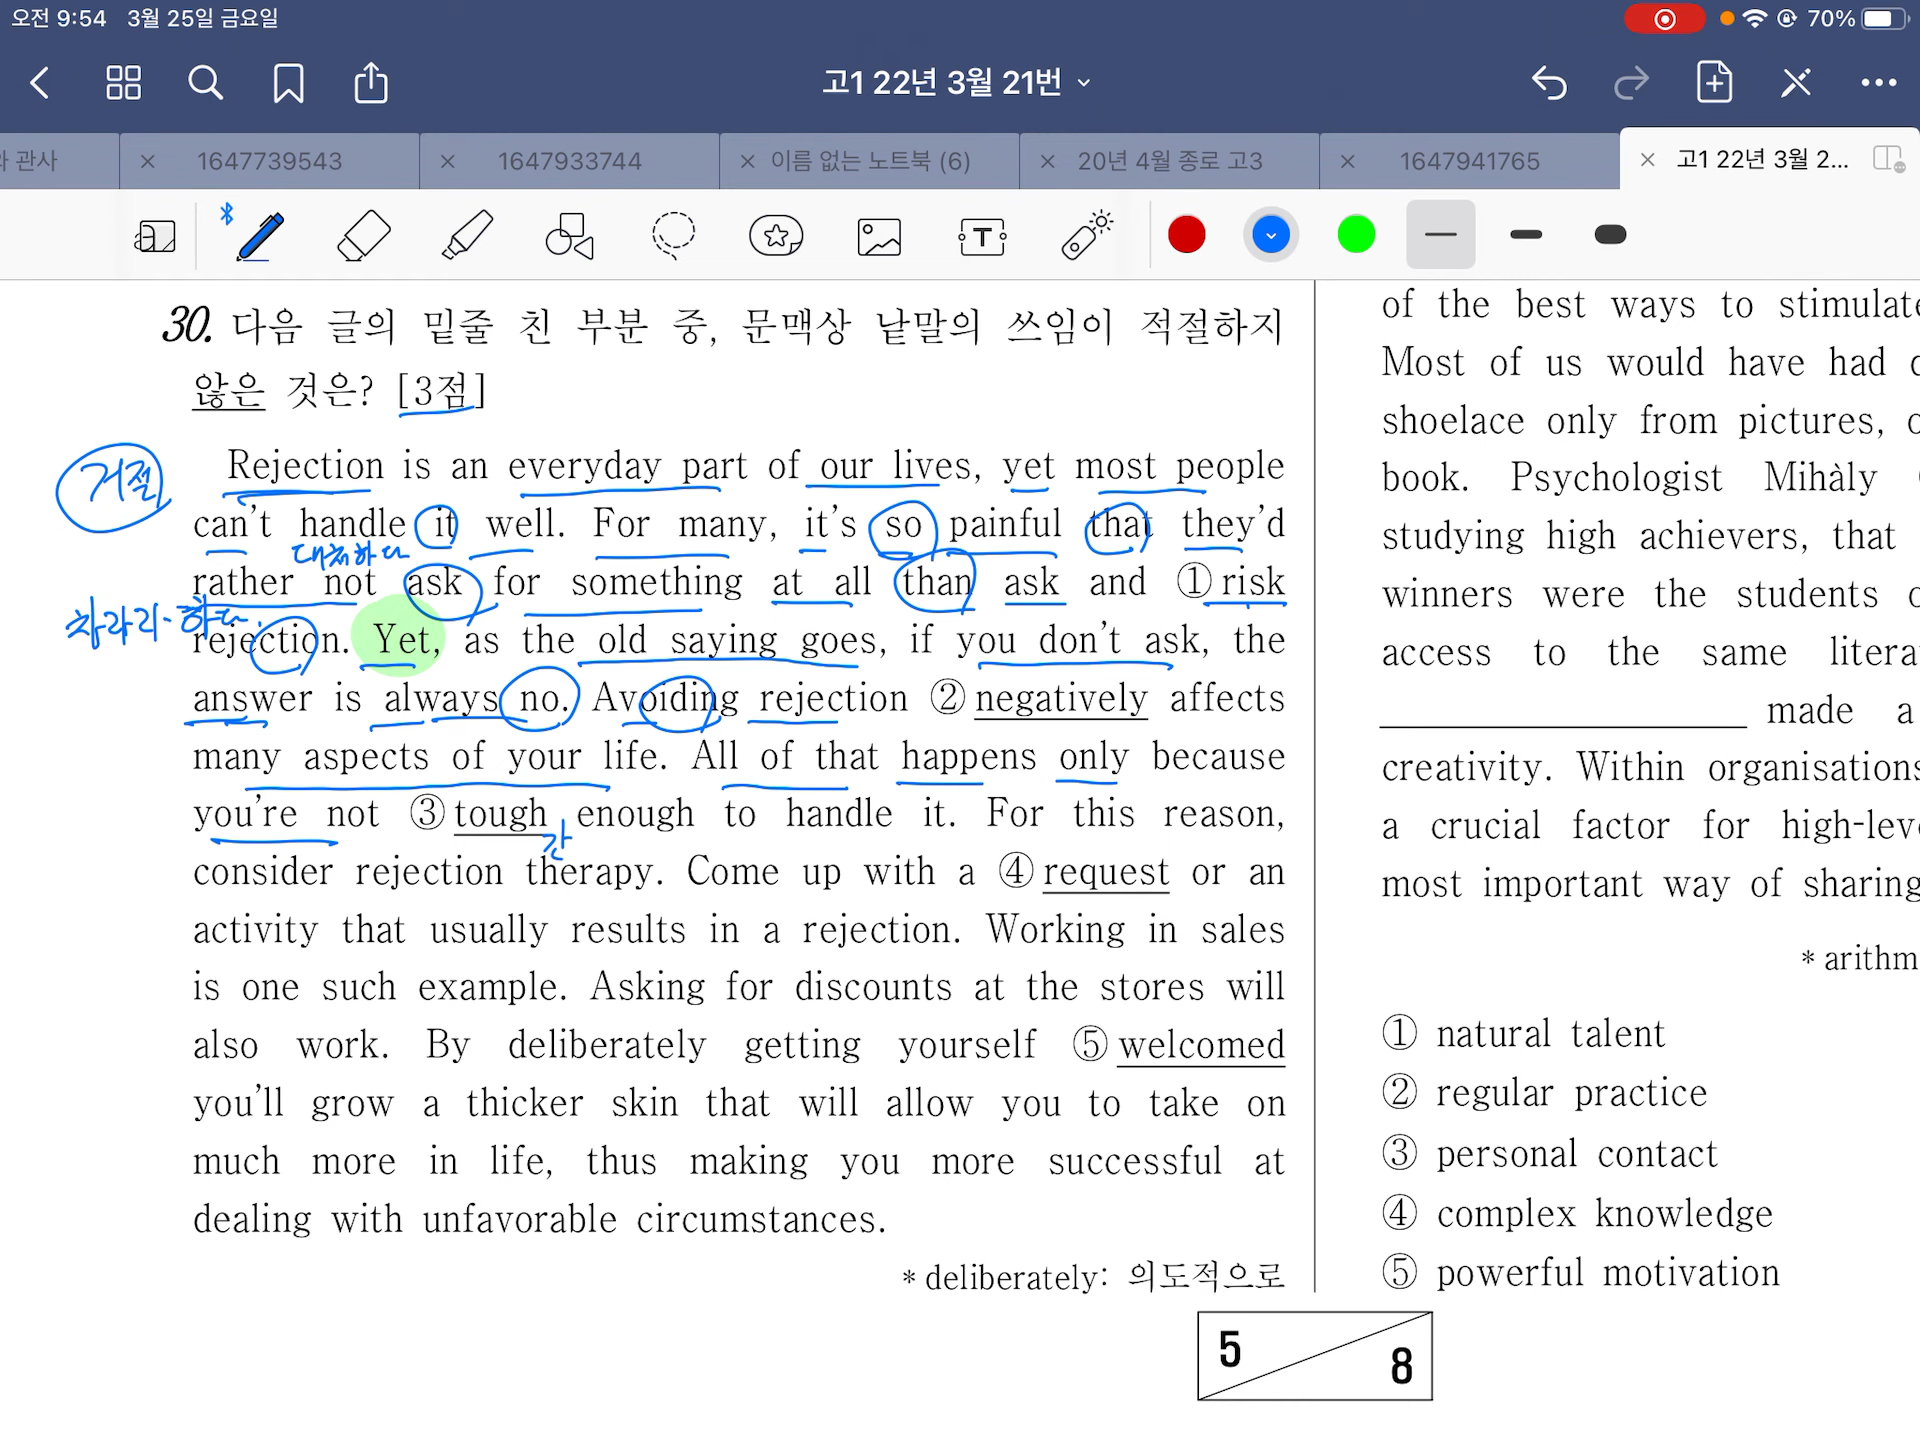 오전 9:54 3월 25일 금요일
70%
고1 22년 3월 21번
와 관사
1647739543
1647933744
이름 없는 노트북 (6)
20년 4월 종로 고3
1647941765
고1 22년 3월 2...
30. 다음 글의 밑줄 친 부분 중, 문맥상 낱말의 쓰임이 적절하지
않은 것은? [3점]
거절
Rejection is an everyday part of our lives, yet most people
can't handle it well. For many, it's so painful that they'd
대처하다
rather not ask for something at all than ask and ① risk
차라리 - 하다.
rejection. Yet, as the old saying goes, if you don't ask, the
answer is always no. Avoiding rejection ② negatively affects
many aspects of your life. All of that happens only because
you're not ③ tough enough to handle it. For this reason,
강
consider rejection therapy. Come up with a ④ request or an
activity that usually results in a rejection. Working in sales
is one such example. Asking for discounts at the stores will
also work. By deliberately getting yourself ⑤ welcomed
you'll grow a thicker skin that will allow you to take on
much more in life, thus making you more successful at
dealing with unfavorable circumstances.
* deliberately: 의도적으로
5 8
of the best ways to stimulate
Most of us would have had
shoelace only from pictures,
book. Psychologist Mihàly
studying high achievers, that
winners were the students
access to the same litera
made a
creativity. Within organisations
a crucial factor for high-leve
most important way of sharing
* arithm
① natural talent
② regular practice
③ personal contact
④ complex knowledge
⑤ powerful motivation